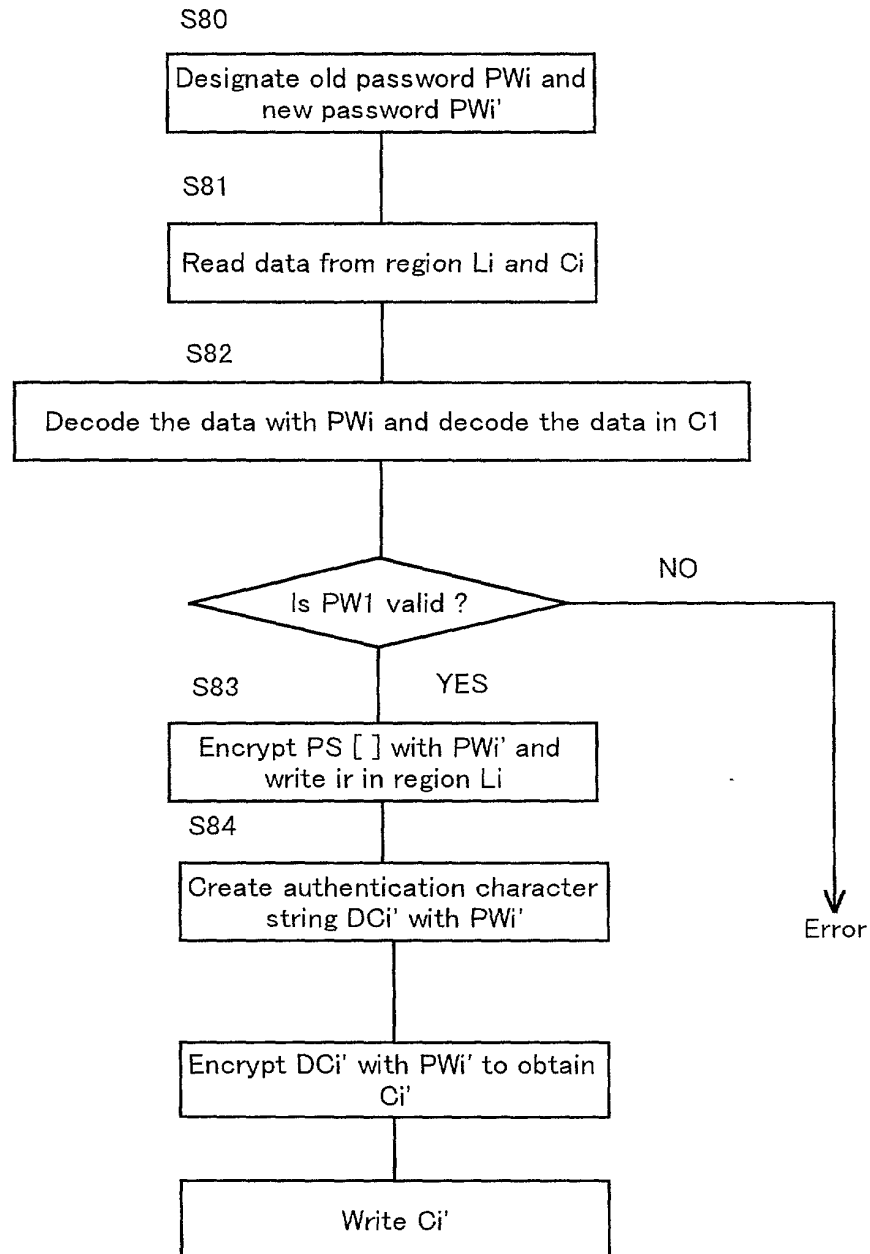 S80
Designate old password PWi and
new password PWi'
S81
Read data from region Li and Ci
S82
Decode the data with PWi and decode the data in C1
Is PW1 valid ?
NO
YES
S83
Encrypt PS [ ] with PWi' and
write ir in region Li
S84
Create authentication character
string DCi' with PWi'
Error
Encrypt DCi' with PWi' to obtain
Ci'
Write Ci'